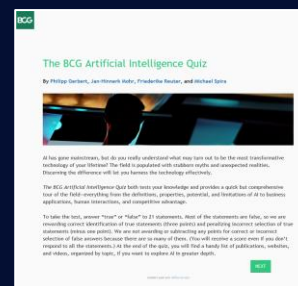 BCG
The BCG Artificial Intelligence Quiz
By Philipp Gerbert, Jan-Hinnerk Mohr, Friederike Reuter, and Michael Spira
AI has gone mainstream, but do you really understand what may turn out to be the most transformative
technology of your lifetime? The field is populated with stubborn myths and unexpected realities.
Discerning the difference will let you harness the technology effectively.
The BCG Artificial Intelligence Quiz both tests your knowledge and provides a quick but comprehensive
tour of the field—everything from the definitions, properties, potential, and limitations of AI to business
applications, human interactions, and competitive advantage.
To take the test, answer "true" or "false" to 21 statements. Most of the statements are false, so we are
rewarding correct identification of true statements (three points) and penalizing incorrect selection of true
statements (minus one point). We are not awarding or subtracting any points for correct or incorrect
selection of false answers because there are so many of them. (You will receive a score even if you don't
respond to all the statements.) At the end of the quiz, you will find a handy list of publications, websites,
and videos, organized by topic, if you want to explore AI in greater depth.
NEXT